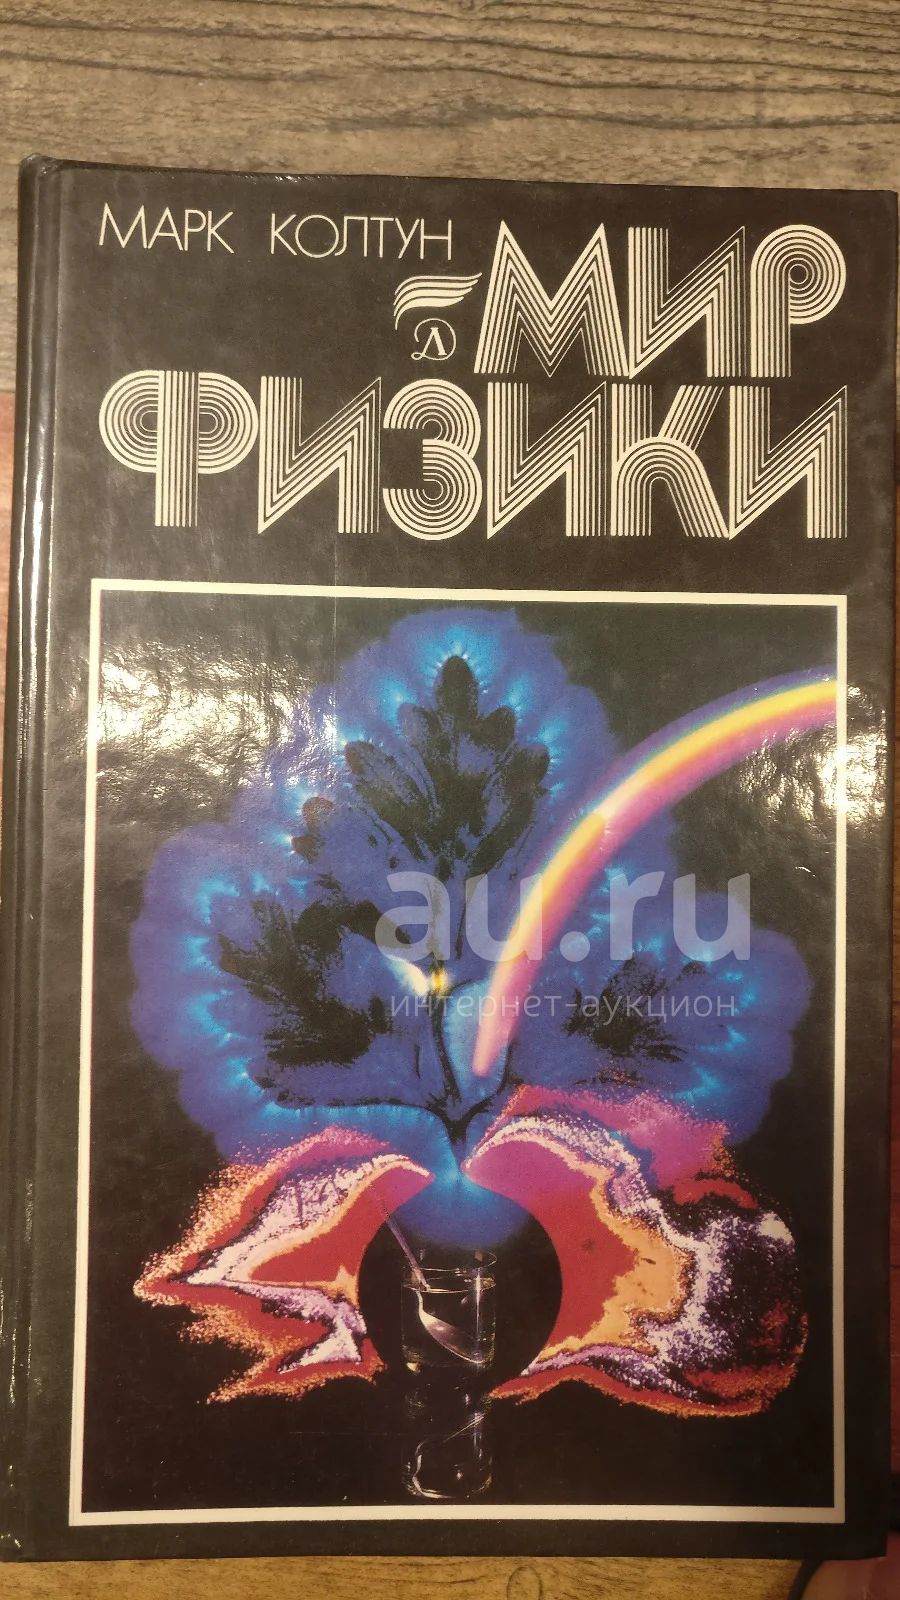 МАРК КОЛТУН
МИР
Д
ФИЗИКИ
au.ru
интернет-аукцион